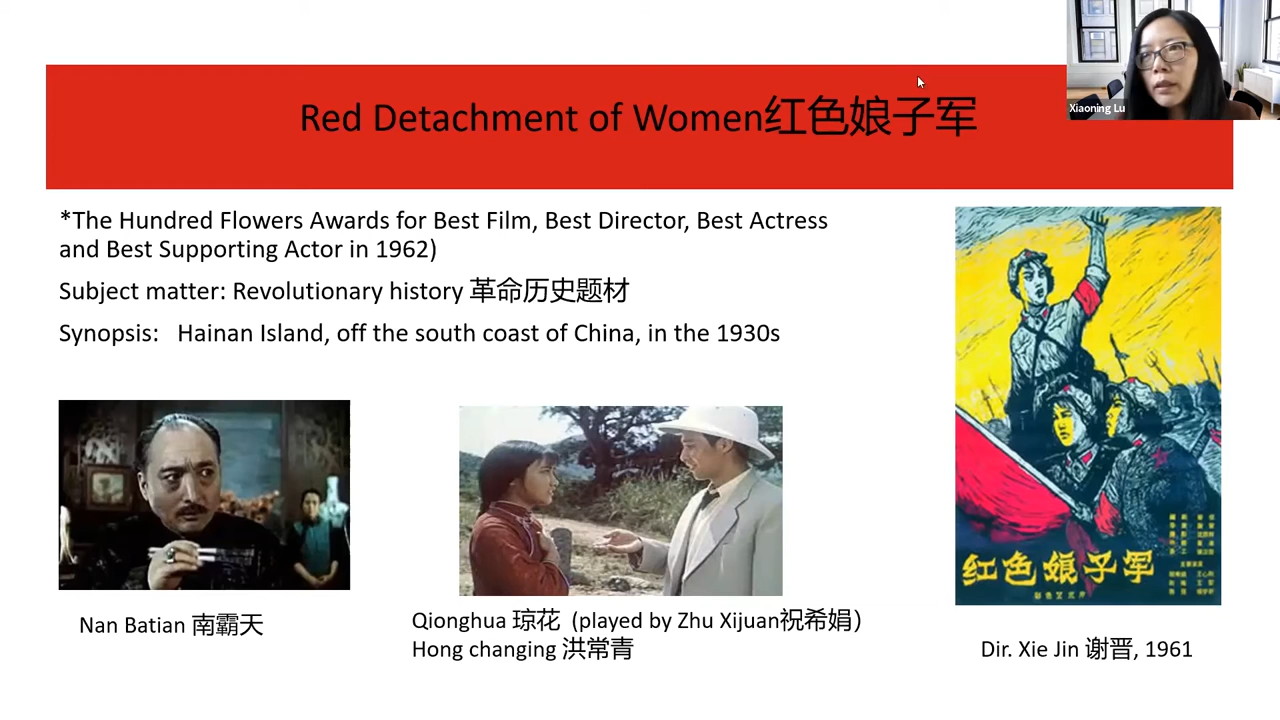 Xiaoning Lu
Red Detachment of Women红色娘子军
*The Hundred Flowers Awards for Best Film, Best Director, Best Actress
and Best Supporting Actor in 1962)
Subject matter: Revolutionary history 革命历史题材
Synopsis: Hainan Island, off the south coast of China, in the 1930s
红色娘子军
Nan Batian 南霸天
Qionghua 琼花 (played by Zhu Xijuan祝希娟)
Hong changing 洪常青
Dir. Xie Jin 谢晋, 1961